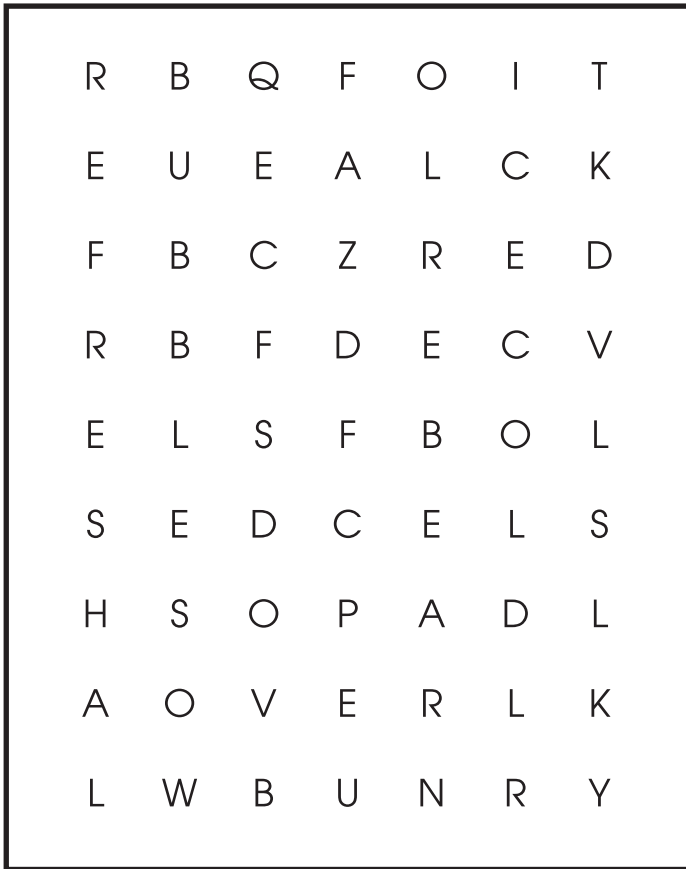 R B Q F O I T
E U E A L C K
F B C Z R E D
R B F D E C V
E L S F B O L
S E D C E L S
H S O P A D L
A O V E R L K
L W B U N R Y